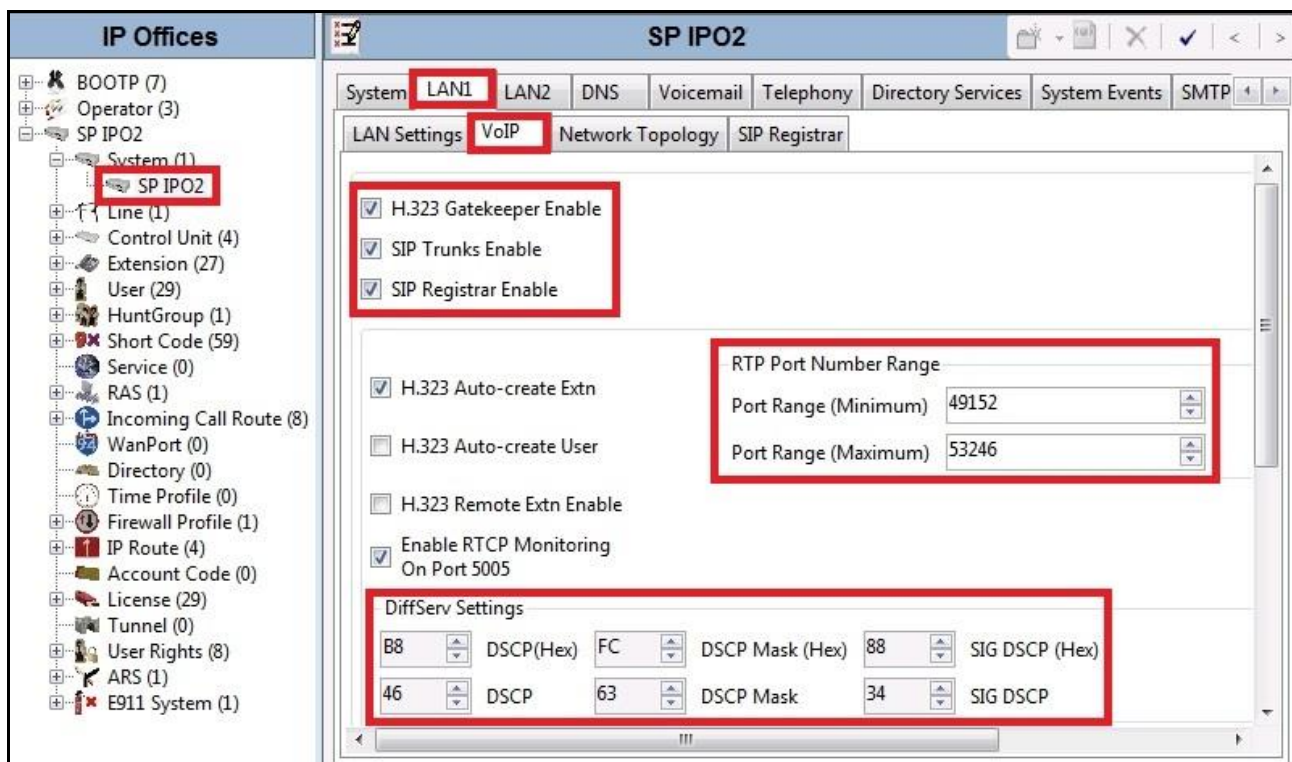 IP Offices
BOOTP (7)
Operator (3)
SP IPO2
System (1)
SP IPO2
Line (1)
Control Unit (4)
Extension (27)
User (29)
HuntGroup (1)
Short Code (59)
Service (0)
RAS (1)
Incoming Call Route (8)
WanPort (0)
Directory (0)
Time Profile (0)
Firewall Profile (1)
IP Route (4)
Account Code (0)
License (29)
Tunnel (0)
User Rights (8)
ARS (1)
E911 System (1)
SP IPO2
System LAN1 LAN2 DNS Voicemail Telephony Directory Services System Events SMTP
LAN Settings VoIP Network Topology SIP Registrar
H.323 Gatekeeper Enable
SIP Trunks Enable
SIP Registrar Enable
H.323 Auto-create Extn
H.323 Auto-create User
RTP Port Number Range
Port Range (Minimum) 49152
Port Range (Maximum) 53246
H.323 Remote Extn Enable
Enable RTCP Monitoring
On Port 5005
DiffServ Settings
B8 DSCP(Hex) FC DSCP Mask (Hex) 88 SIG DSCP (Hex)
46 DSCP 63 DSCP Mask 34 SIG DSCP